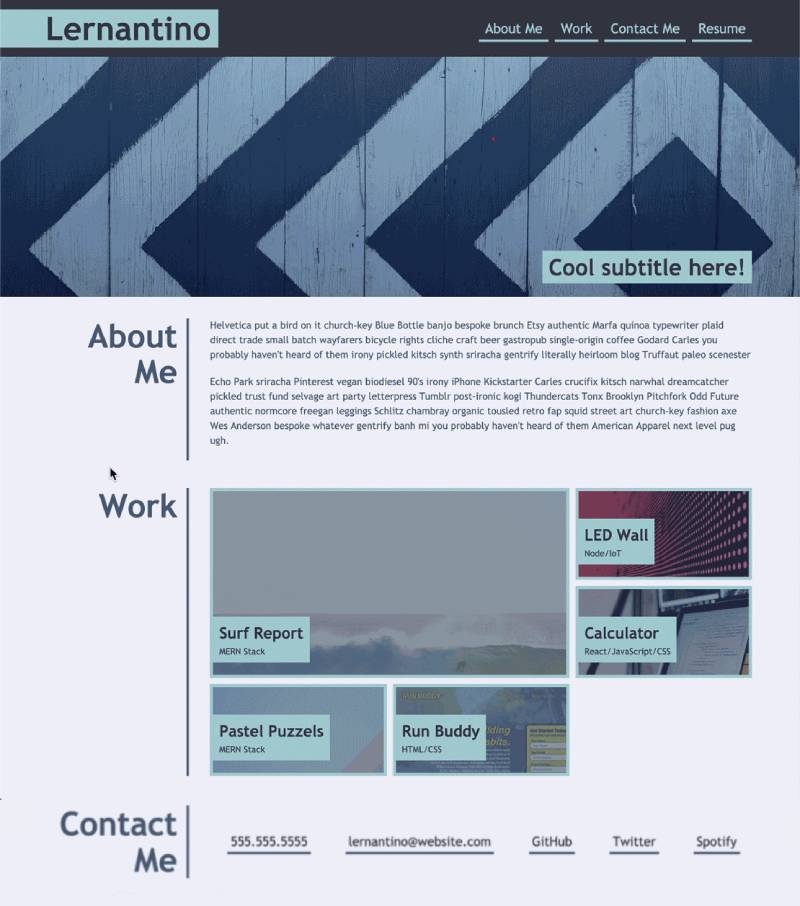 Lernantino
About Me Work Contact Me Resume
Cool subtitle here!
About
Me
Helvetica put a bird on it church-key Blue Bottle banjo bespoke brunch Etsy authentic Marfa quinoa typewriter plaid
direct trade small batch wayfarers bicycle rights cliche craft beer gastropub single-origin coffee Godard Carles you
probably haven't heard of them irony pickled kitsch synth sriracha gentrify literally heirloom blog Truffaut paleo scenester
Echo Park sriracha Pinterest vegan biodiesel 90's irony iPhone Kickstarter Carles crucifix kitsch narwhal dreamcatcher
pickled trust fund selvage art party letterpress Tumblr post-ironic kogi Thundercats Tonx Brooklyn Pitchfork Odd Future
authentic normcore freegan leggings Schlitz chambray organic tousled retro fap squid street art church-key fashion axe
Wes Anderson bespoke whatever gentrify banh mi you probably haven't heard of them American Apparel next level pug
ugh.
Work
Surf Report
MERN Stack
LED Wall
Node/IoT
Calculator
React/JavaScript/CSS
Pastel Puzzels
MERN Stack
RUN BUDDY
Run Buddy
HTML/CSS
Contact
Me
555.555.5555 lernantino@website.com GitHub Twitter Spotify